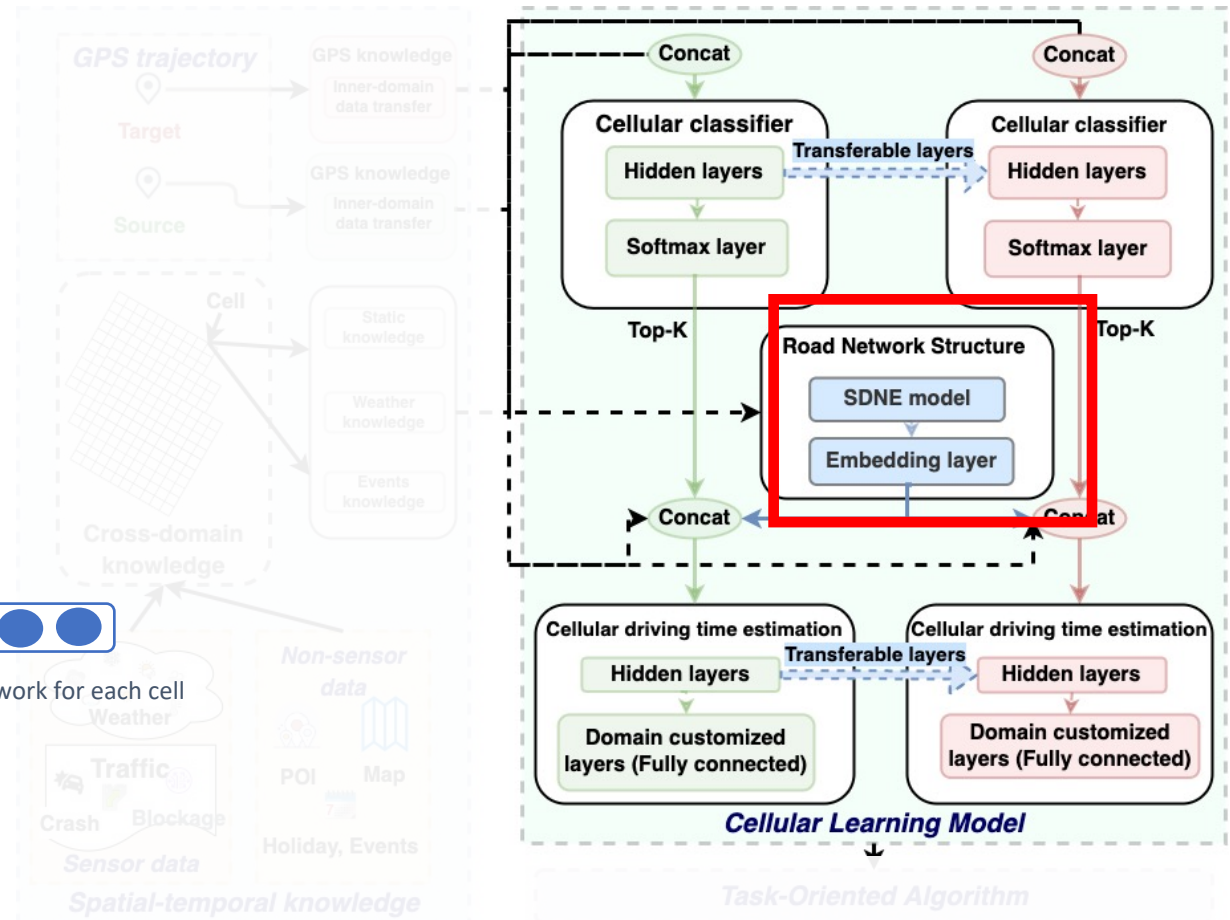 GPS trajectory
Target
Source
GPS knowledge
Inner-domain
data transfer
GPS knowledge
Inner-domain
data transfer
Cell
Cross-domain
knowledge
Static
knowledge
Weather
knowledge
Events
knowledge
work for each cell
Weather
Traffic
Crash
Blockage
Sensor data
Non-sensor
data
POI
Map
7
Holiday, Events
Spatial-temporal knowledge
Concat
Concat
Cellular classifier
Hidden layers
Softmax layer
Transferable layers
Cellular classifier
Hidden layers
Softmax layer
Top-K
Top-K
Road Network Structure
SDNE model
Embedding layer
Concat
Concat
Cellular driving time estimation
Hidden layers
Domain customized
layers (Fully connected)
Transferable layers
Cellular driving time estimation
Hidden layers
Domain customized
layers (Fully connected)
Cellular Learning Model
Task-Oriented Algorithm